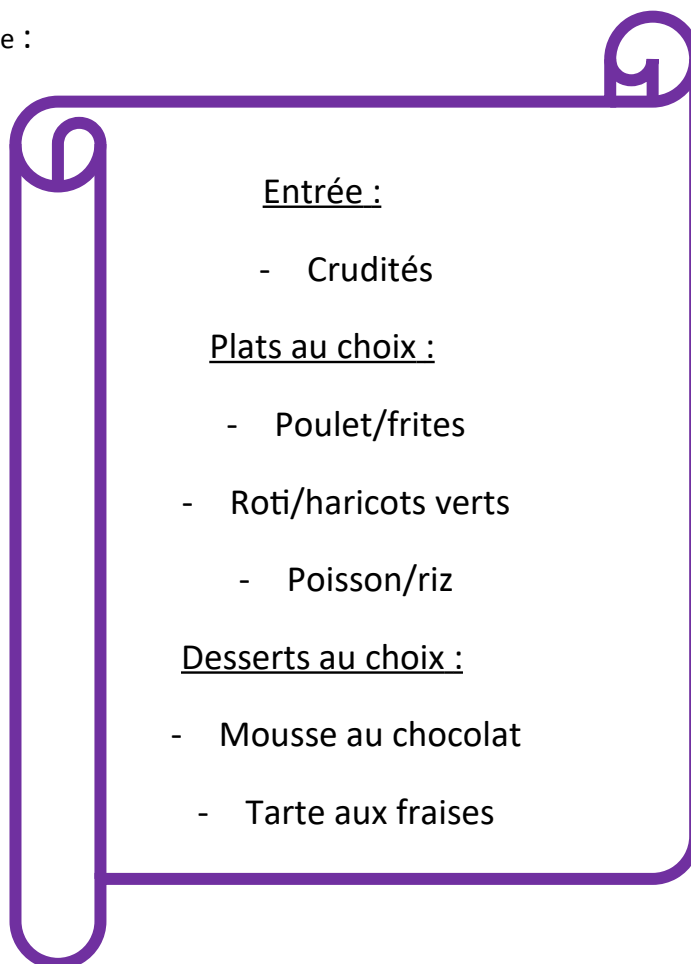 e :
Entrée :
- Crudités
Plats au choix :
- Poulet/frites
- Roti/haricots verts
- Poisson/riz
Desserts au choix :
- Mousse au chocolat
- Tarte aux fraises